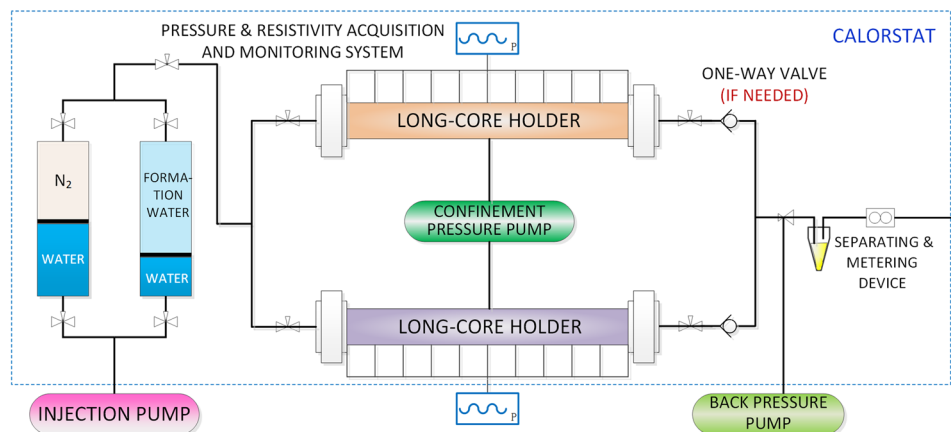 PRESSURE & RESISTIVITY ACQUISITION
AND MONITORING SYSTEM
P
CALORSTAT
ONE-WAY VALVE
(IF NEEDED)
LONG-CORE HOLDER
N₂
FORMA-
TION
WATER
WATER
WATER
CONFINEMENT
PRESSURE PUMP
SEPARATING &
METERING
DEVICE
LONG-CORE HOLDER
P
INJECTION PUMP
BACK PRESSURE
PUMP